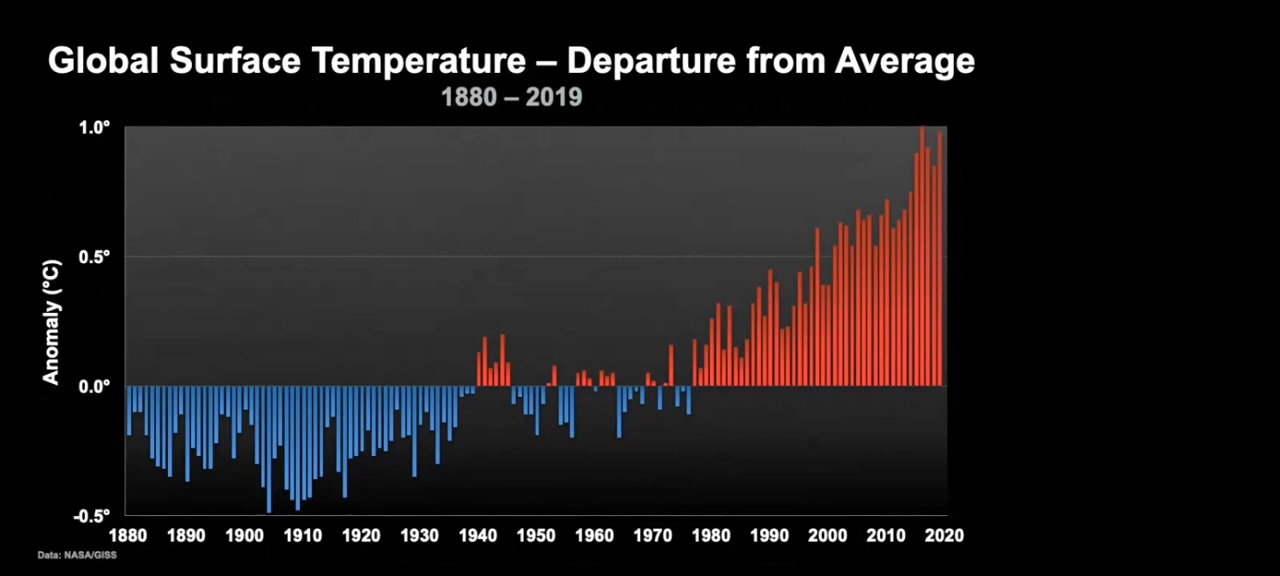 Global Surface Temperature – Departure from Average
1880 – 2019
1.0°
0.5°
0.0°
-0.5°
Anomaly (°C)
1880 1890 1900 1910 1920 1930 1940 1950 1960 1970 1980 1990 2000 2010 2020
Data: NASA/GISS